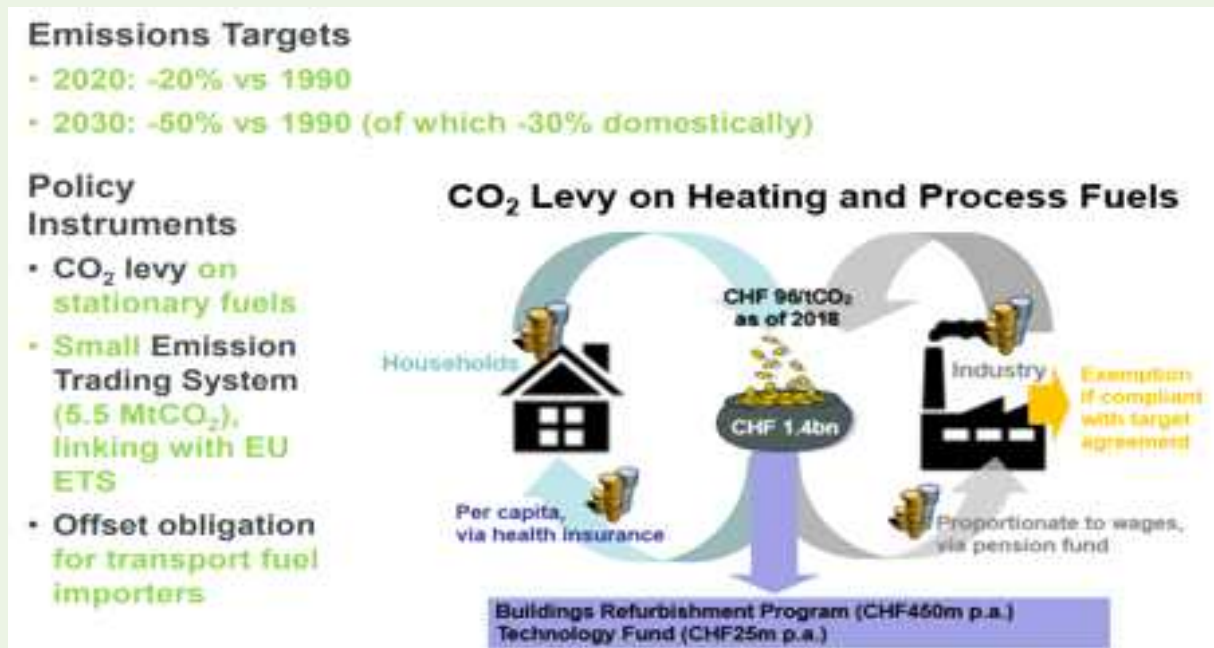 Emissions Targets
• 2020: -20% vs 1990
• 2030: -50% vs 1990 (of which -30% domestically)
Policy
Instruments
• CO₂ levy on
stationary fuels
• Small Emission
Trading System
(5.5 MtCO₂),
linking with EU
ETS
• Offset obligation
for transport fuel
importers
CO₂ Levy on Heating and Process Fuels
CHF 96/tCO₂
as of 2018
Households
Industry
Exemption
if compliant
with target
agreement
CHF 1.4bn
Per capita,
via health insurance
Proportionate to wages,
via pension fund
Buildings Refurbishment Program (CHF450m p.a.)
Technology Fund (CHF25m p.a.)